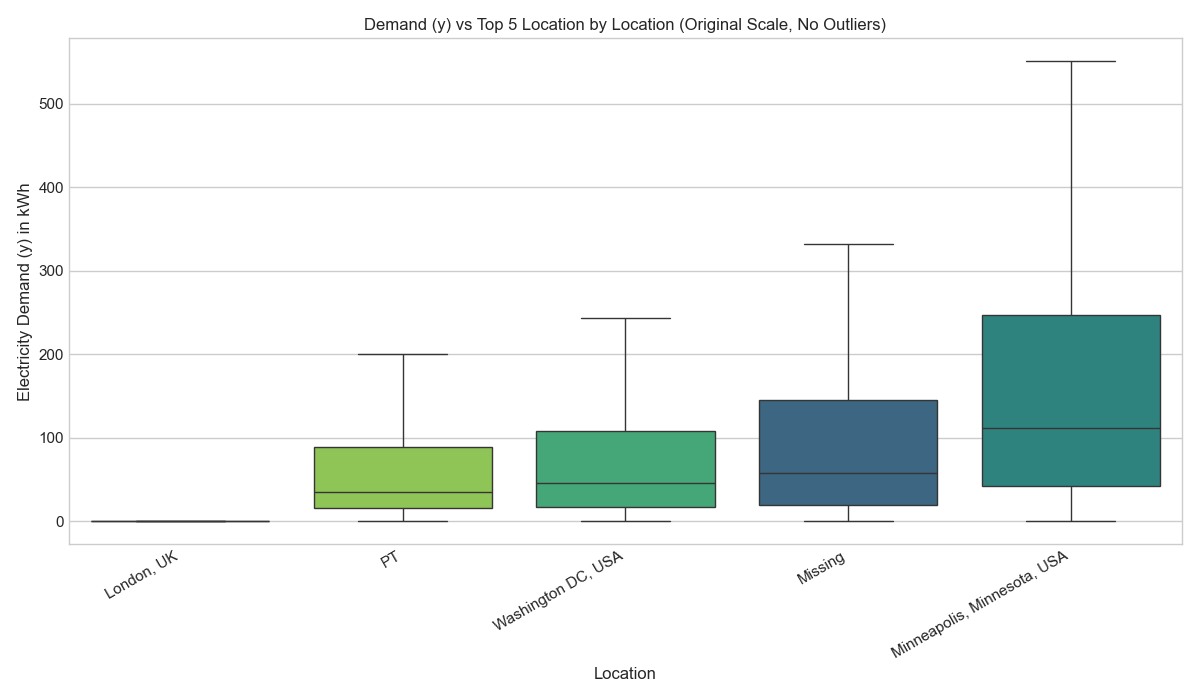 Demand (y) vs Top 5 Location by Location (Original Scale, No Outliers)
Electricity Demand (y) in kWh
500
400
300
200
100
0
London, UK
PT
Washington DC, USA
Missing
Minneapolis, Minnesota, USA
Location